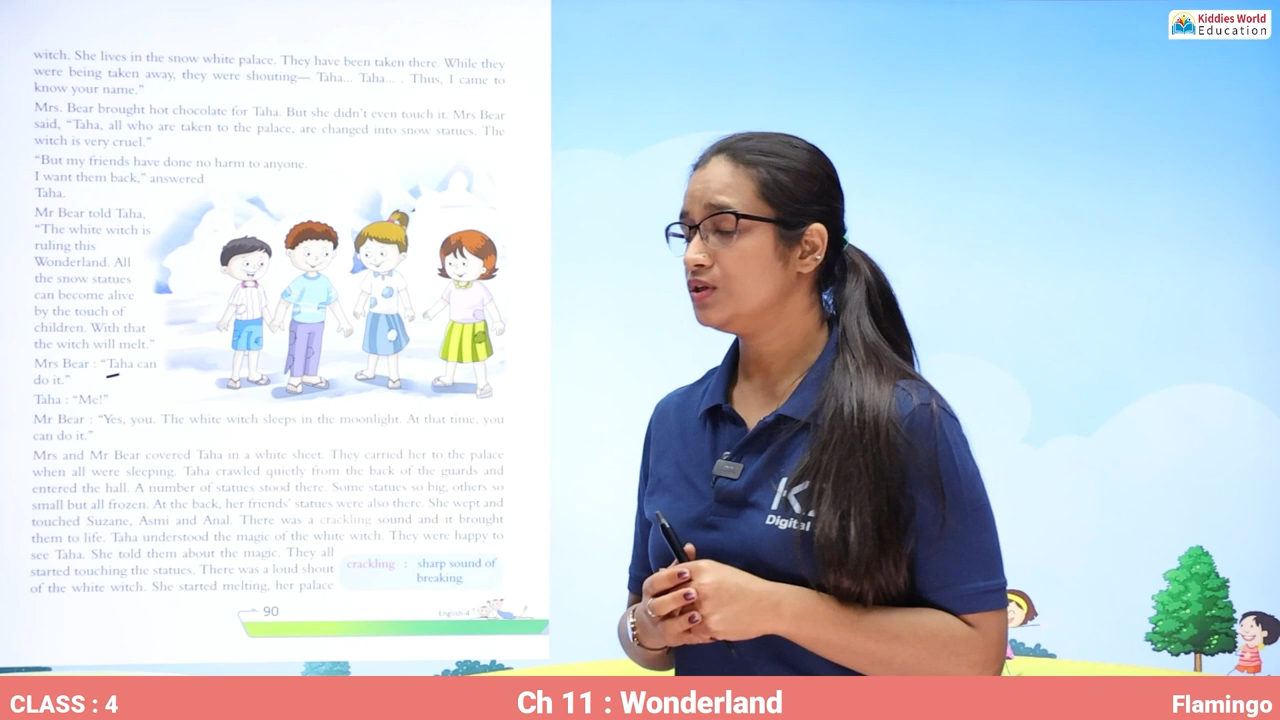 Kiddies World
Education
witch. She lives in the snow white palace. They have been taken there. While they
were being taken away, they were shouting— Taha... Taha... . Thus, I came to
know your name.”
Mrs. Bear brought hot chocolate for Taha. But she didn’t even touch it. Mrs Bear
said, “Taha, all who are taken to the palace, are changed into snow statues. The
witch is very cruel.”
“But my friends have done no harm to anyone.
I want them back,” answered
Taha.
Mr Bear told Taha,
“The white witch is
ruling this
Wonderland. All
the snow statues
can become alive
by the touch of
children. With that
the witch will melt.”
Mrs Bear : “Taha can
do it.”
Taha : “Me!”
Mr Bear : “Yes, you. The white witch sleeps in the moonlight. At that time, you
can do it.”
Mrs and Mr Bear covered Taha in a white sheet. They carried her to the palace
when all were sleeping. Taha crawled quietly from the back of the guards and
entered the hall. A number of statues stood there. Some statues so big, others so
small but all frozen. At the back, her friends’ statues were also there. She wept and
touched Suzane, Asmi and Anal. There was a crackling sound and it brought
them to life. Taha understood the magic of the white witch. They were happy to
see Taha. She told them about the magic. They all
started touching the statues. There was a loud shout
of the white witch. She started melting, her palace
crackling : sharp sound of
breaking
90
English-4
Digital
CLASS : 4
Ch 11 : Wonderland
Flamingo